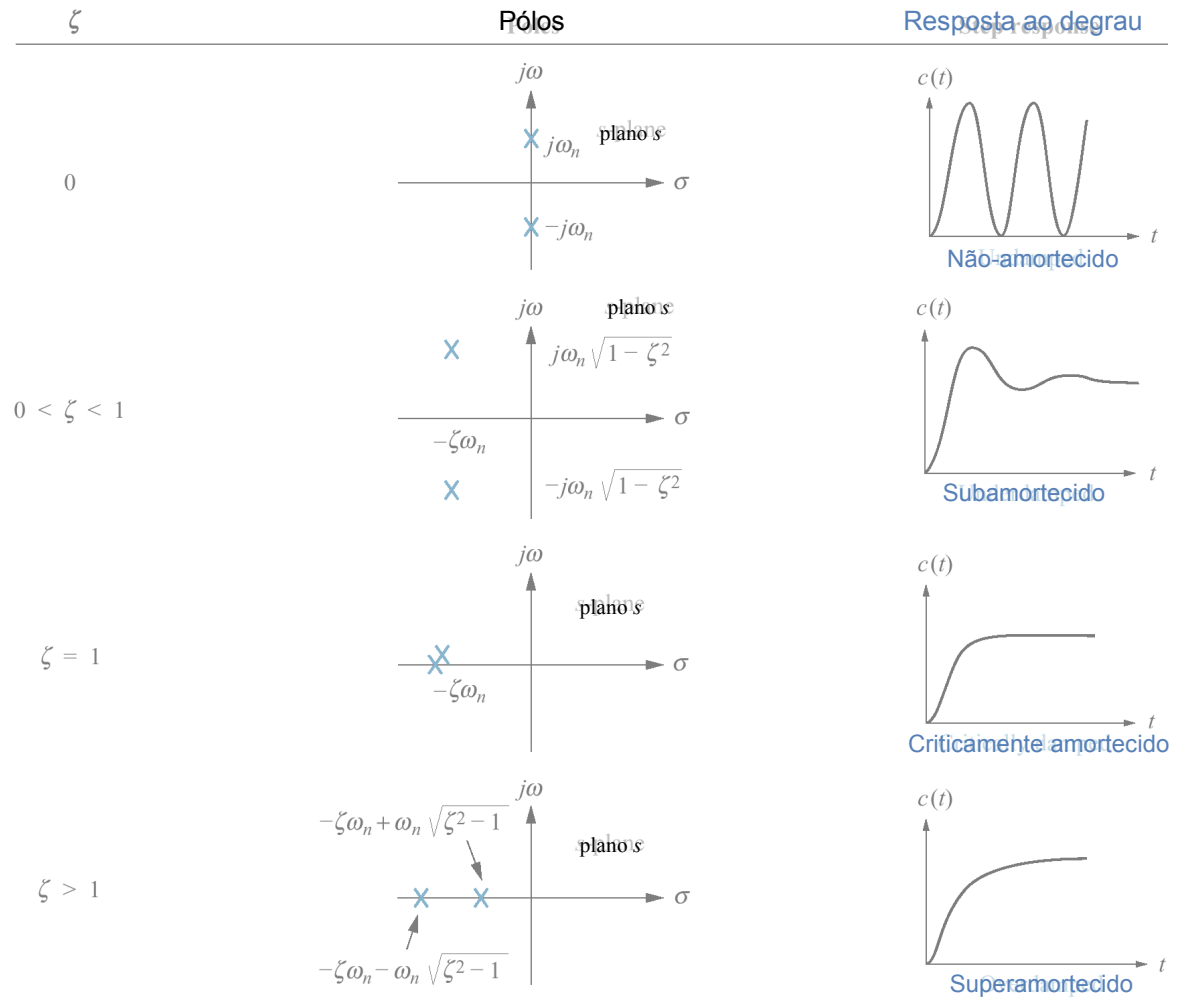 ζ Pólos Resposta ao degrau
jω
c(t)
plano s
jωₙ
0
σ
−jωₙ
t
Não-amortecido
jω
plano s
c(t)
jωₙ √(1 − ζ²)
0 < ζ < 1
σ
−ζωₙ
−jωₙ √(1 − ζ²)
t
Subamortecido
jω
c(t)
plano s
ζ = 1
σ
−ζωₙ
t
Criticamente amortecido
jω
c(t)
−ζωₙ + ωₙ √(ζ² − 1)
plano s
ζ > 1
σ
−ζωₙ − ωₙ √(ζ² − 1)
t
Superamortecido